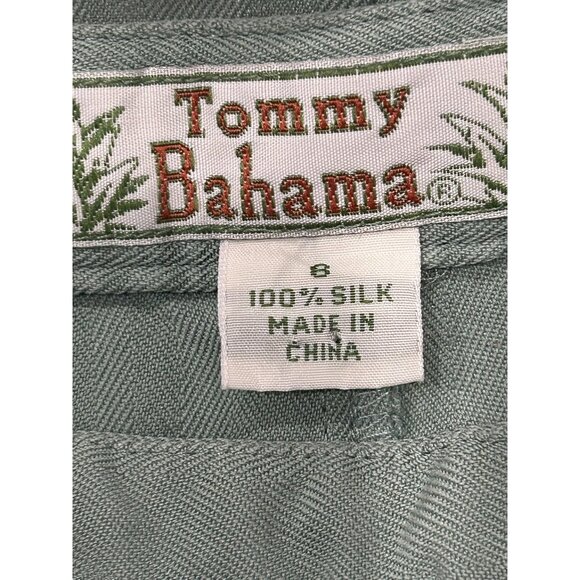 Tommy
Bahama®
8
100% SILK
MADE IN
CHINA